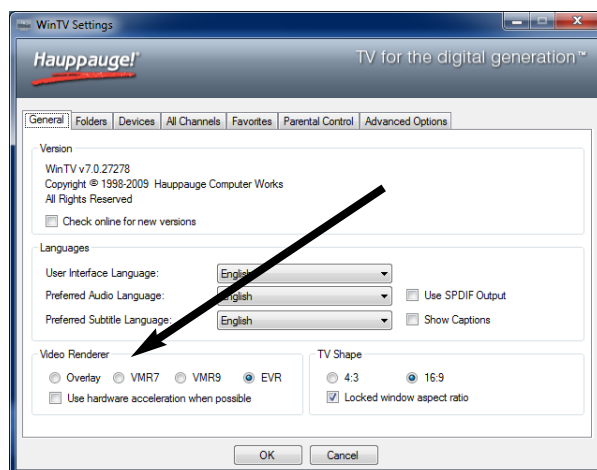 WinTV Settings
Hauppauge!® TV for the digital generation™
General Folders Devices All Channels Favorites Parental Control Advanced Options
Version
WinTV v7.0.27278
Copyright © 1998-2009 Hauppauge Computer Works
All Rights Reserved
Check online for new versions
Languages
User Interface Language: English
Preferred Audio Language: English Use SPDIF Output
Preferred Subtitle Language: English Show Captions
Video Renderer TV Shape
Overlay VMR7 VMR9 EVR 4:3 16:9
Use hardware acceleration when possible Locked window aspect ratio
OK Cancel